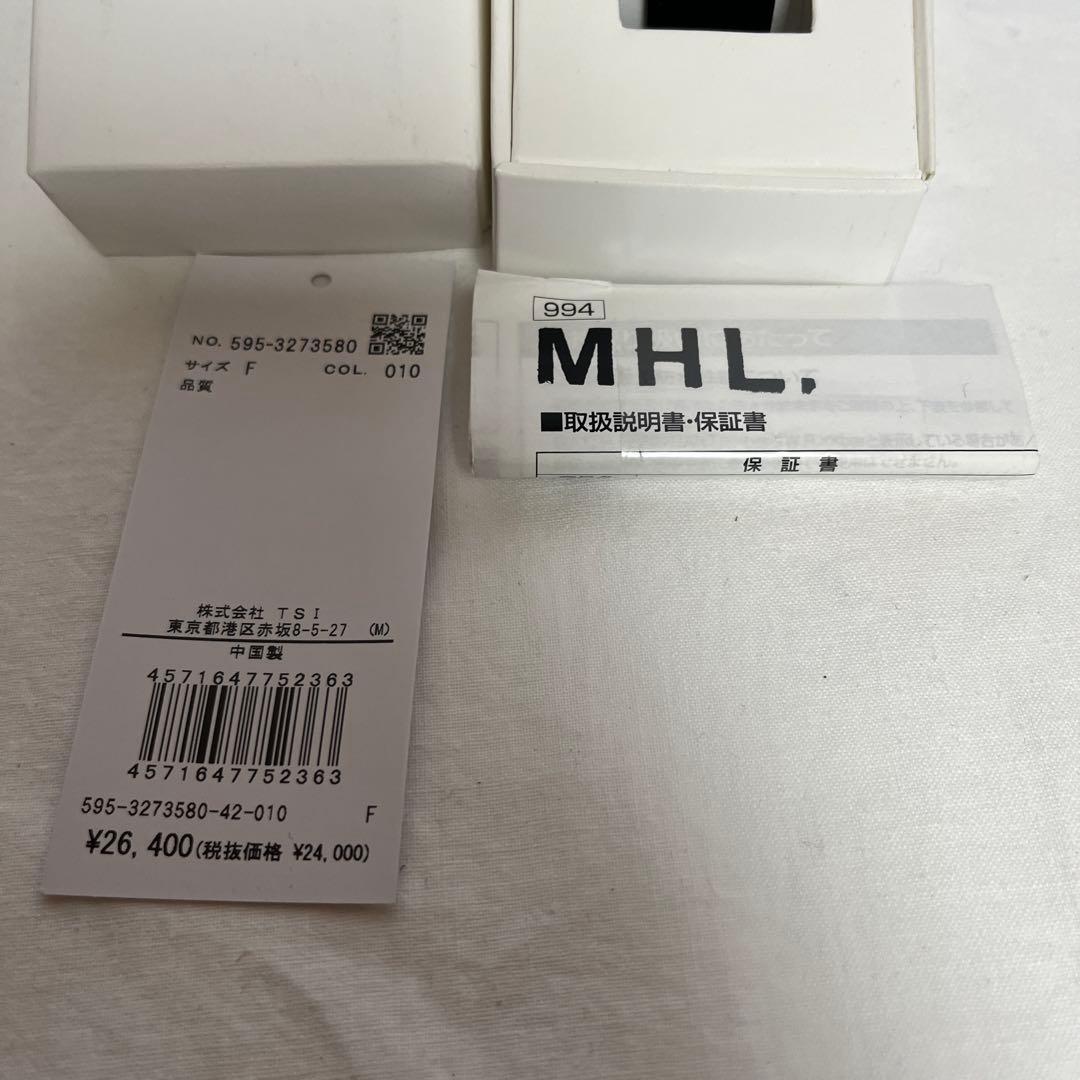 NO. 595-3273580
サイズ F COL. 010
品質
株式会社 TSI
東京都港区赤坂8-5-27 (M)
中国製
4571647752363
4571647752363
595-3273580-42-010 F
¥26,400(税抜価格 ¥24,000)
994
MHL.
■取扱説明書・保証書
保証書